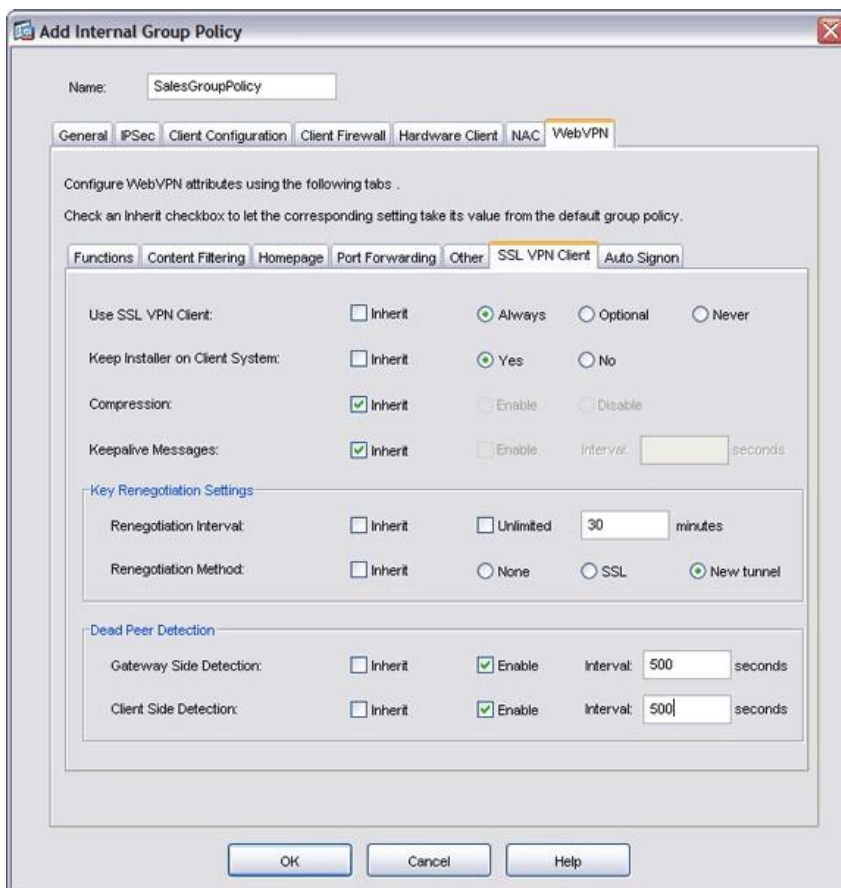 Add Internal Group Policy
Name: SalesGroupPolicy
General IPSec Client Configuration Client Firewall Hardware Client NAC WebVPN
Configure WebVPN attributes using the following tabs .
Check an Inherit checkbox to let the corresponding setting take its value from the default group policy.
Functions Content Filtering Homepage Port Forwarding Other SSL VPN Client Auto Signon
Use SSL VPN Client: Inherit Always Optional Never
Keep Installer on Client System: Inherit Yes No
Compression: Inherit Enable Disable
Keepalive Messages: Inherit Enable Interval: seconds
Key Renegotiation Settings
Renegotiation Interval: Inherit Unlimited 30 minutes
Renegotiation Method: Inherit None SSL New tunnel
Dead Peer Detection
Gateway Side Detection: Inherit Enable Interval: 500 seconds
Client Side Detection: Inherit Enable Interval: 500 seconds
OK Cancel Help